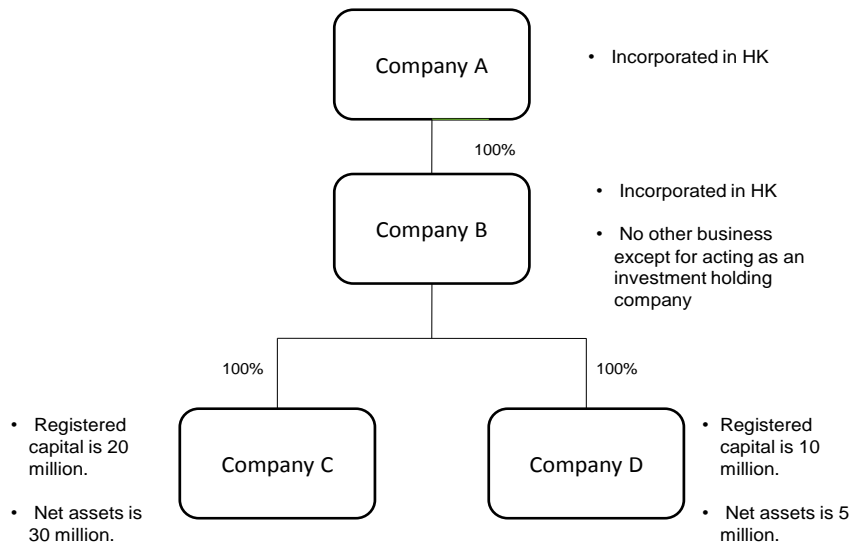 Company A
• Incorporated in HK
100%
Company B
• Incorporated in HK
• No other business
except for acting as an
investment holding
company
100%
100%
• Registered
capital is 20
million.
• Net assets is
30 million.
Company C
Company D
• Registered
capital is 10
million.
• Net assets is 5
million.